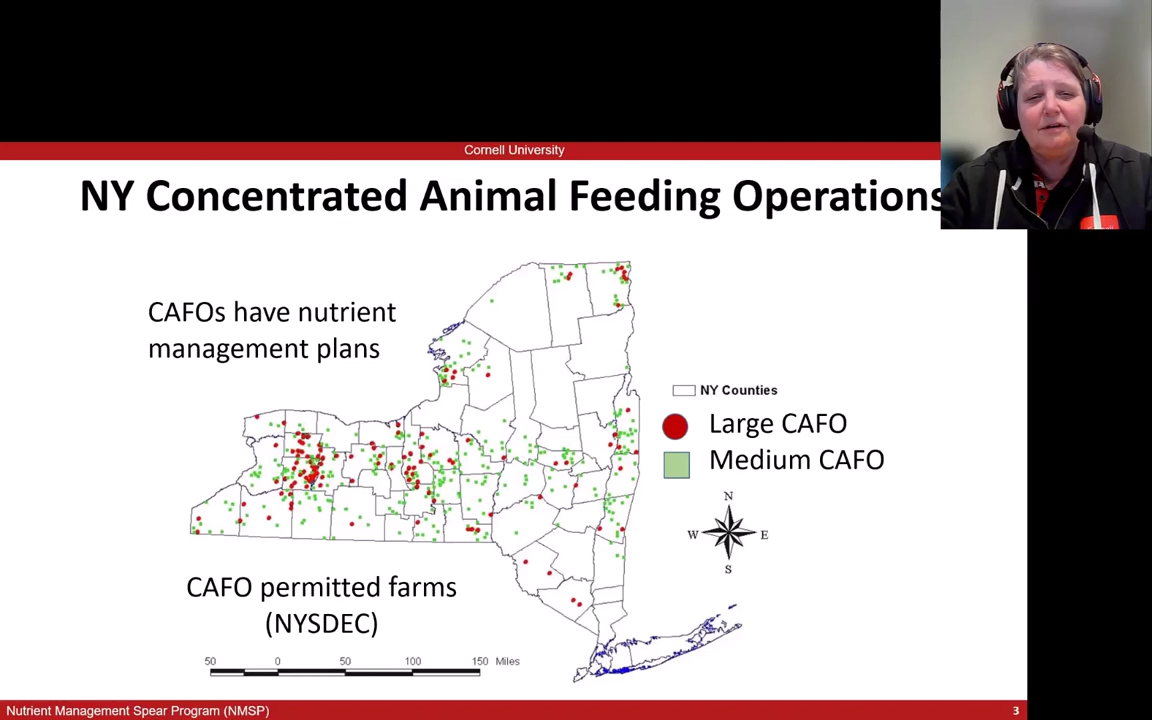 Cornell University
NY Concentrated Animal Feeding Operations
CAFOs have nutrient
management plans
NY Counties
Large CAFO
Medium CAFO
N
W E
S
CAFO permitted farms
(NYSDEC)
50 0 50 100 150 Miles
Nutrient Management Spear Program (NMSP)
3